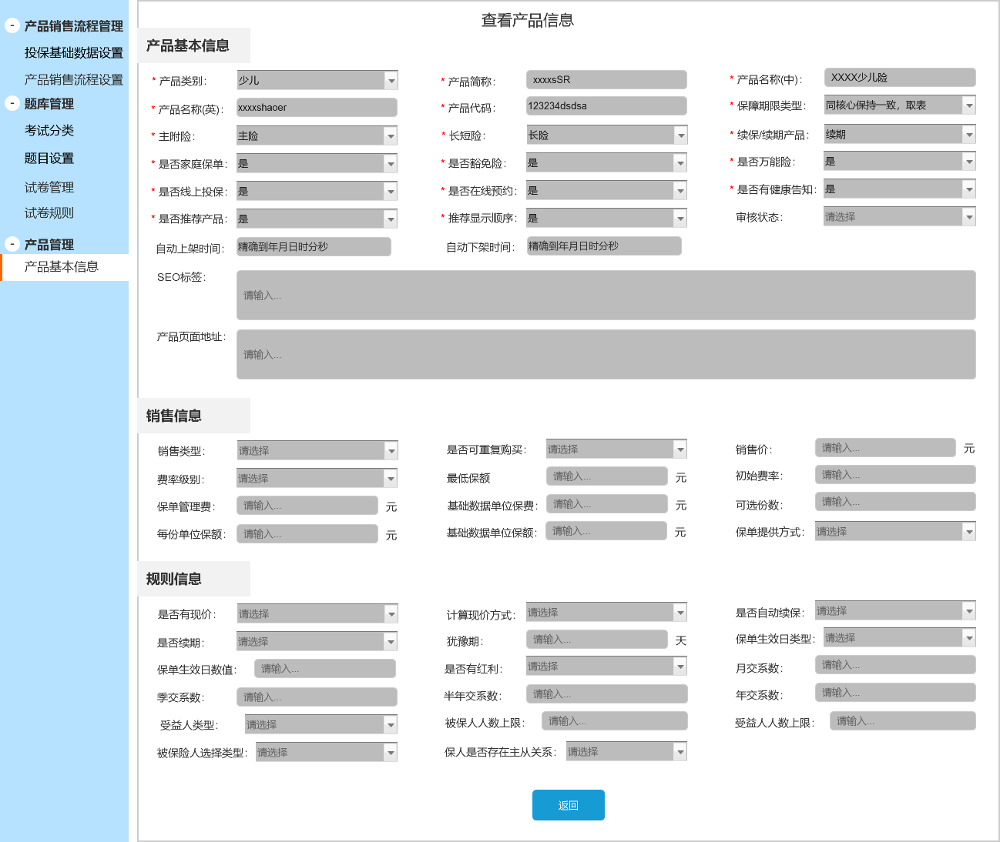 - 产品销售流程管理
投保基础数据设置
产品销售流程设置
- 题库管理
考试分类
题目设置
试卷管理
试卷规则
- 产品管理
产品基本信息
查看产品信息
产品基本信息
* 产品类别： 少儿 * 产品简称： xxxxsSR * 产品名称(中)： XXXX少儿险
* 产品名称(英)： xxxxshaoer * 产品代码： 123234dsdsa * 保障期限类型： 同核心保持一致，取表
* 主附险： 主险 * 长短险： 长险 * 续保/续期产品： 续期
* 是否家庭保单： 是 * 是否豁免险： 是 * 是否万能险： 是
* 是否线上投保： 是 * 是否在线预约： 是 * 是否有健康告知： 是
* 是否推荐产品： 是 * 推荐显示顺序： 是 审核状态： 请选择
自动上架时间： 精确到年月日时分秒 自动下架时间： 精确到年月日时分秒
SEO标签： 请输入...
产品页面地址： 请输入...
销售信息
销售类型： 请选择 是否可重复购买： 请选择 销售价： 请输入... 元
费率级别： 请选择 最低保额 请输入... 元 初始费率： 请输入...
保单管理费： 请输入... 元 基础数据单位保费： 请输入... 元 可选份数： 请输入...
每份单位保额： 请输入... 元 基础数据单位保额： 请输入... 元 保单提供方式： 请选择
规则信息
是否有现价： 请选择 计算现价方式： 请选择 是否自动续保： 请选择
是否续期： 请选择 犹豫期： 请输入... 天 保单生效日类型： 请选择
保单生效日数值： 请输入... 是否有红利： 请选择 月交系数： 请输入...
季交系数： 请输入... 半年交系数： 请输入... 年交系数： 请输入...
受益人类型： 请选择 被保人人数上限： 请输入... 受益人人数上限： 请输入...
被保险人选择类型： 请选择 保人是否存在主从关系： 请选择
返回